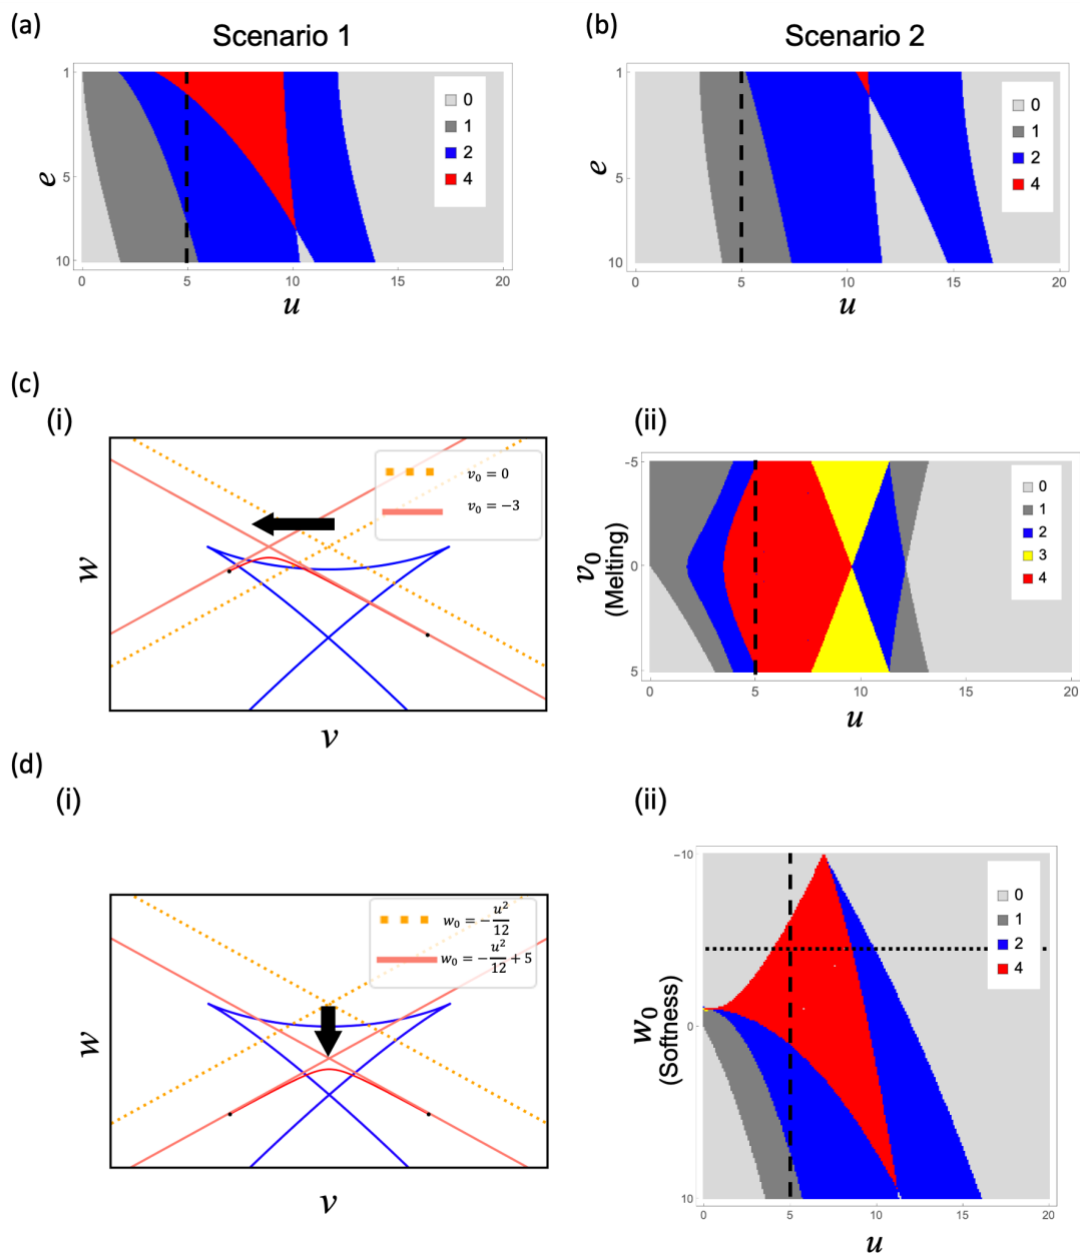 (a)
Scenario 1
(b)
Scenario 2
1
5
10
e
0
1
2
4
0
5
10
15
20
u
1
5
10
e
0
1
2
4
0
5
10
15
20
u
(c)
(i)
v₀ = 0
v₀ = −3
w
v
(ii)
-5
0
5
v₀
(Melting)
0
1
2
3
4
0
5
10
15
20
u
(d)
(i)
w₀ = −u²/12
w₀ = −u²/12 + 5
w
v
(ii)
−10
0
10
w₀
(Softness)
0
1
2
4
0
5
10
15
20
u